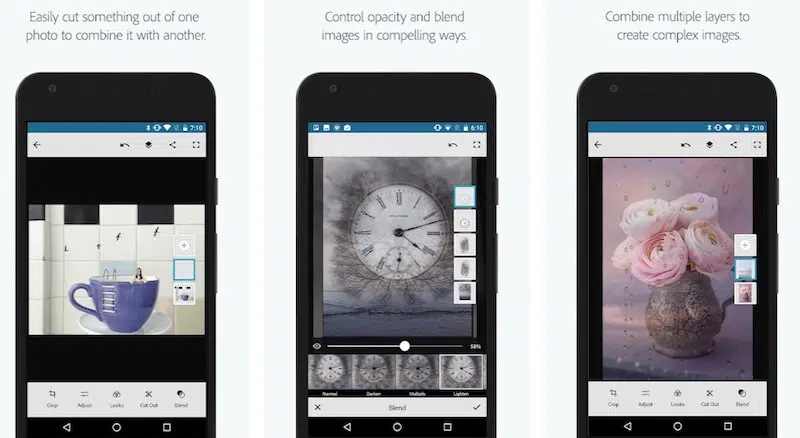 Easily cut something out of one
photo to combine it with another.
Control opacity and blend
images in compelling ways.
Combine multiple layers to
create complex images.
7:10
6:10
7:10
58%
Normal Darken Multiply Lighten
Crop Adjust Looks Cut Out Blend
Blend
Crop Adjust Looks Cut Out Blend